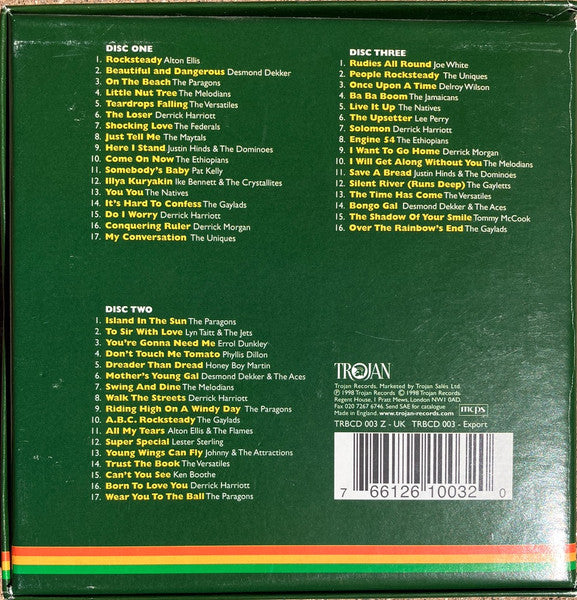 DISC ONE
1. Rocksteady Alton Ellis
2. Beautiful and Dangerous Desmond Dekker
3. On The Beach The Paragons
4. Little Nut Tree The Melodians
5. Teardrops Falling The Versatiles
6. The Loser Derrick Harriott
7. Shocking Love The Federals
8. Just Tell Me The Maytals
9. Here I Stand Justin Hinds & The Dominoes
10. Come On Now The Ethiopians
11. Somebody's Baby Pat Kelly
12. Illya Kuryakin Ike Bennett & The Crystallites
13. You You The Natives
14. It's Hard To Confess The Gaylads
15. Do I Worry Derrick Harriott
16. Conquering Ruler Derrick Morgan
17. My Conversation The Uniques
DISC TWO
1. Island In The Sun The Paragons
2. To Sir With Love Lyn Taitt & The Jets
3. You're Gonna Need Me Errol Dunkley
4. Don't Touch Me Tomato Phyllis Dillon
5. Dreader Than Dread Honey Boy Martin
6. Mother's Young Gal Desmond Dekker & The Aces
7. Swing And Dino The Melodians
8. Walk The Streets Derrick Harriott
9. Riding High On A Windy Day The Paragons
10. A.B.C. Rocksteady The Gaylads
11. All My Tears Alton Ellis & The Flames
12. Super Special Lester Sterling
13. Young Wings Can Fly Johnny & The Attractions
14. Trust The Book The Versatiles
15. Can't You See Ken Boothe
16. Born To Love You Derrick Harriott
17. Wear You To The Ball The Paragons
DISC THREE
1. Rudies All Round Joe White
2. People Rocksteady The Uniques
3. Once Upon A Time Delroy Wilson
4. Ba Ba Boom The Jamaicans
5. Live It Up The Natives
6. The Upsetter Lee Perry
7. Solomon Derrick Harriott
8. Engine 54 The Ethiopians
9. I Want To Go Home Derrick Morgan
10. I Will Get Along Without You The Melodians
11. Save A Bread Justin Hinds & The Dominoes
12. Silent River (Runs Deep) The Gayletts
13. The Time Has Come The Versatiles
14. Bongo Gal Desmond Dekker & The Aces
15. The Shadow Of Your Smile Tommy McCook
16. Over The Rainbow's End The Gaylads
TROJAN
Trojan Records. Marketed by Trojan Sales Ltd.
℗ 1998 Trojan Records. © 1998 Trojan Records.
Regent House, 1 Pratt Mews, London NW1 0AD.
Fax 020 7267 6746. Send SAE for catalogue
Made in England. www.trojan-records.com
mcps
TRBCD 003 Z - UK TRBCD 003 - Export
7 66126 10032 0